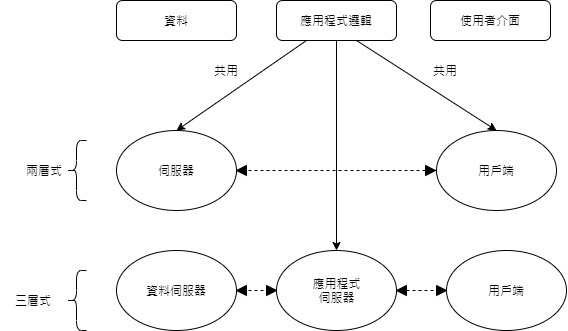 資料
應用程式邏輯
使用者介面
共用
共用
兩層式
伺服器
用戶端
三層式
資料伺服器
應用程式
伺服器
用戶端